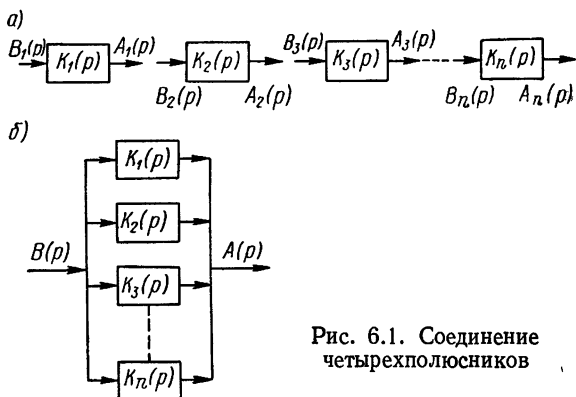 а)
B₁(p) K₁(p) A₁(p) K₂(p) B₃(p) K₃(p) A₃(p) Kₙ(p)
B₂(p) A₂(p) Bₙ(p) Aₙ(p)
б)
K₁(p)
K₂(p)
B(p) A(p)
K₃(p)
Kₙ(p)
Рис. 6.1. Соединение
четырехполюсников